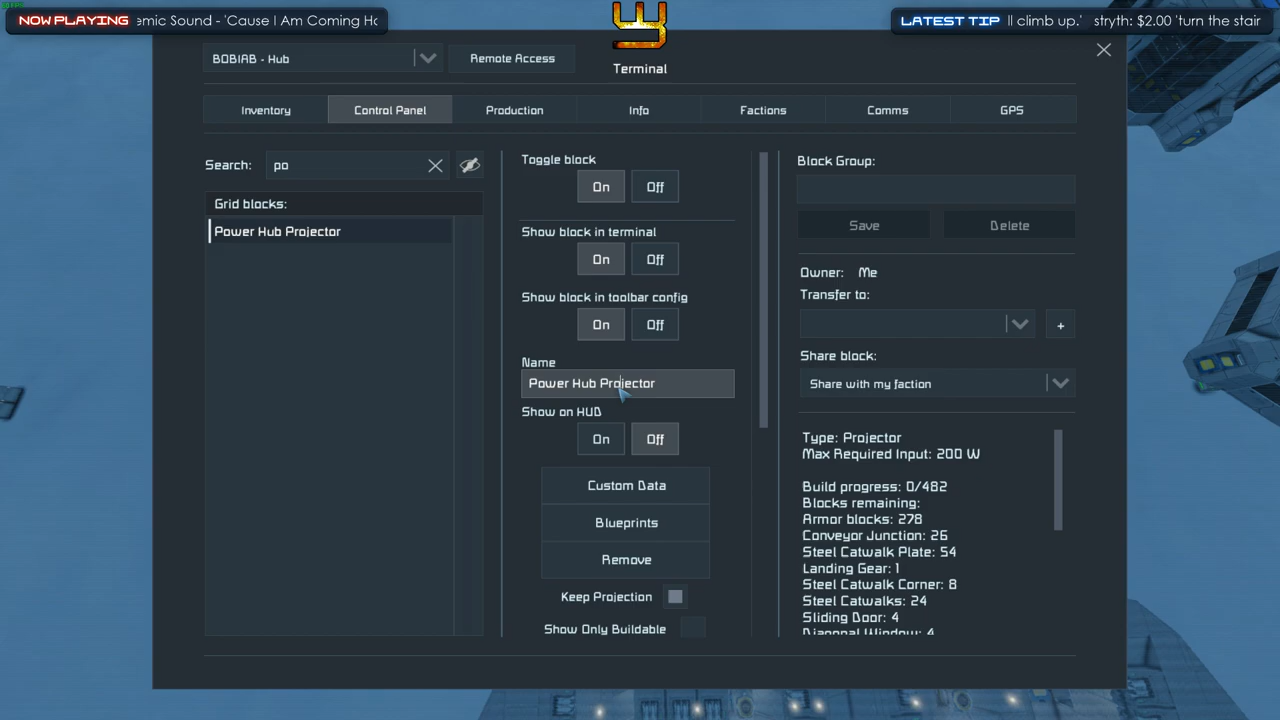 NOW PLAYING emic Sound - 'Cause I Am Coming Ho
LATEST TIP ll climb up.' stryth: $2.00 'turn the stair
BOBIAB - Hub
Remote Access
Terminal
Inventory
Control Panel
Production
Info
Factions
Comms
GPS
Search: po
Grid blocks:
Power Hub Projector
Toggle block
On Off
Show block in terminal
On Off
Show block in toolbar config
On Off
Name
Power Hub Projector
Show on HUD
On Off
Custom Data
Blueprints
Remove
Keep Projection
Show Only Buildable
Block Group:
Save Delete
Owner: Me
Transfer to:
+
Share block:
Share with my faction
Type: Projector
Max Required Input: 200 W
Build progress: 0/482
Blocks remaining:
Armor blocks: 278
Conveyor Junction: 26
Steel Catwalk Plate: 54
Landing Gear: 1
Steel Catwalk Corner: 8
Steel Catwalks: 24
Sliding Door: 4
Diagonal Window: 4